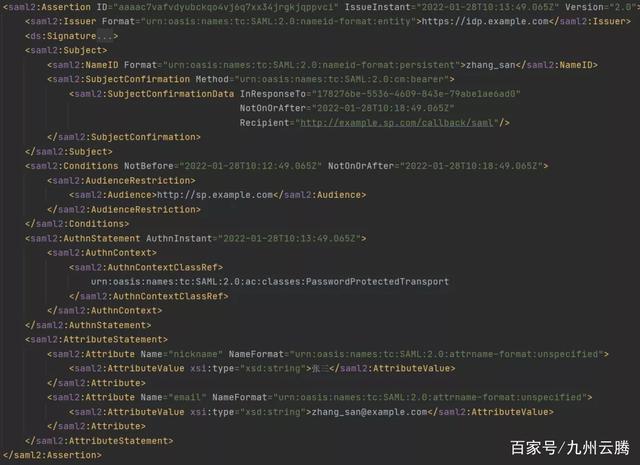 <saml2:Assertion ID="aaaac7vafvdyubckqo4vj6q7xx34jrgkjqppvci" IssueInstant="2022-01-28T10:13:49.065Z" Version="2.0">
<saml2:Issuer Format="urn:oasis:names:tc:SAML:2.0:nameid-format:entity">https://idp.example.com</saml2:Issuer>
<ds:Signature...>
<saml2:Subject>
<saml2:NameID Format="urn:oasis:names:tc:SAML:2.0:nameid-format:persistent">zhang_san</saml2:NameID>
<saml2:SubjectConfirmation Method="urn:oasis:names:tc:SAML:2.0:cm:bearer">
<saml2:SubjectConfirmationData InResponseTo="178276be-5536-4609-843e-79abe1ae6ad0"
NotOnOrAfter="2022-01-28T10:18:49.065Z"
Recipient="http://example.sp.com/callback/saml"/>
</saml2:SubjectConfirmation>
</saml2:Subject>
<saml2:Conditions NotBefore="2022-01-28T10:12:49.065Z" NotOnOrAfter="2022-01-28T10:18:49.065Z">
<saml2:AudienceRestriction>
<saml2:Audience>http://sp.example.com</saml2:Audience>
</saml2:AudienceRestriction>
</saml2:Conditions>
<saml2:AuthnStatement AuthnInstant="2022-01-28T10:13:49.065Z">
<saml2:AuthnContext>
<saml2:AuthnContextClassRef>
urn:oasis:names:tc:SAML:2.0:ac:classes:PasswordProtectedTransport
</saml2:AuthnContextClassRef>
</saml2:AuthnContext>
</saml2:AuthnStatement>
<saml2:AttributeStatement>
<saml2:Attribute Name="nickname" NameFormat="urn:oasis:names:tc:SAML:2.0:attrname-format:unspecified">
<saml2:AttributeValue xsi:type="xsd:string">张三</saml2:AttributeValue>
</saml2:Attribute>
<saml2:Attribute Name="email" NameFormat="urn:oasis:names:tc:SAML:2.0:attrname-format:unspecified">
<saml2:AttributeValue xsi:type="xsd:string">zhang_san@example.com</saml2:AttributeValue>
</saml2:Attribute>
</saml2:AttributeStatement>
</saml2:Assertion>
百家号/九州云腾